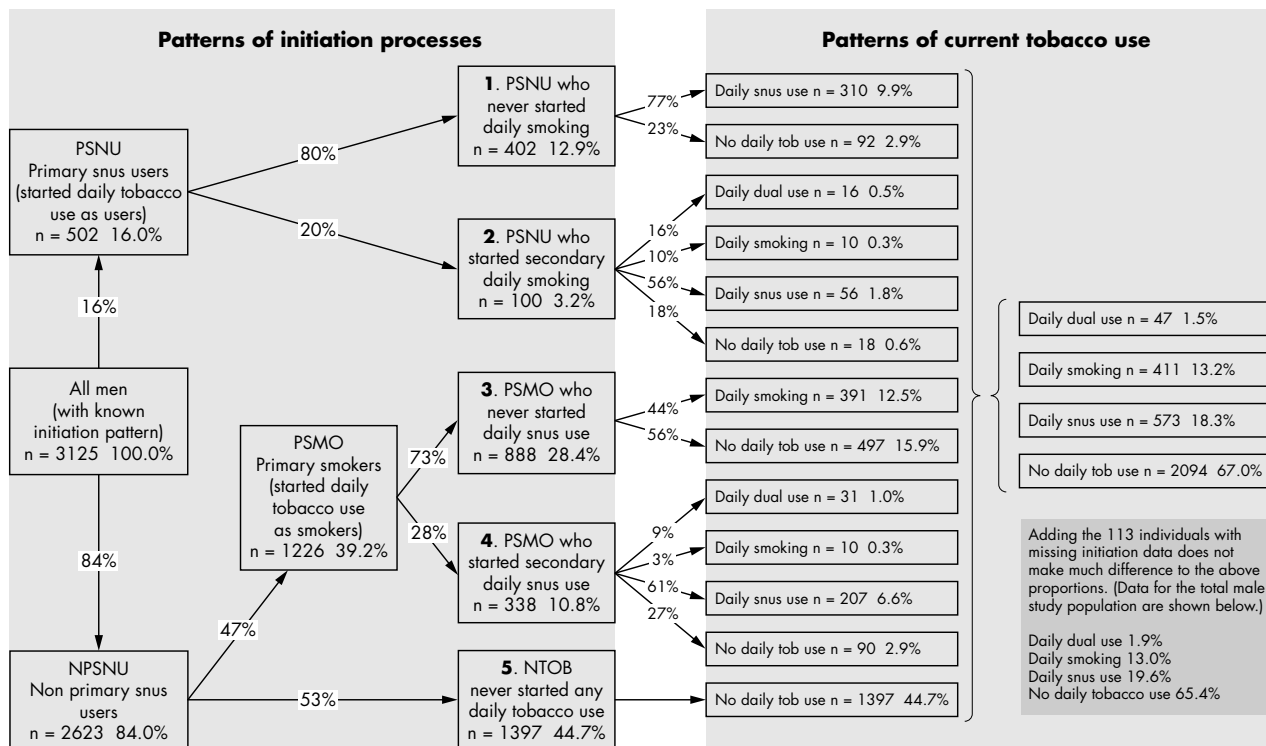 Patterns of initiation processes
Patterns of current tobacco use
PSNU
Primary snus users
(started daily tobacco
use as users)
n = 502 16.0%
16%
All men
(with known
initiation pattern)
n = 3125 100.0%
84%
NPSNU
Non primary snus
users
n = 2623 84.0%
80%
20%
47%
53%
PSMO
Primary smokers
(started daily
tobacco use
as smokers)
n = 1226 39.2%
73%
28%
1. PSNU who
never started
daily smoking
n = 402 12.9%
2. PSNU who
started secondary
daily smoking
n = 100 3.2%
3. PSMO who
never started
daily snus use
n = 888 28.4%
4. PSMO who
started secondary
daily snus use
n = 338 10.8%
5. NTOB
never started any
daily tobacco use
n = 1397 44.7%
77%
23%
16%
10%
56%
18%
44%
56%
9%
3%
61%
27%
Daily snus use n = 310 9.9%
No daily tob use n = 92 2.9%
Daily dual use n = 16 0.5%
Daily smoking n = 10 0.3%
Daily snus use n = 56 1.8%
No daily tob use n = 18 0.6%
Daily smoking n = 391 12.5%
No daily tob use n = 497 15.9%
Daily dual use n = 31 1.0%
Daily smoking n = 10 0.3%
Daily snus use n = 207 6.6%
No daily tob use n = 90 2.9%
No daily tob use n = 1397 44.7%
Daily dual use n = 47 1.5%
Daily smoking n = 411 13.2%
Daily snus use n = 573 18.3%
No daily tob use n = 2094 67.0%
Adding the 113 individuals with
missing initiation data does not
make much difference to the above
proportions. (Data for the total male
study population are shown below.)
Daily dual use 1.9%
Daily smoking 13.0%
Daily snus use 19.6%
No daily tobacco use 65.4%